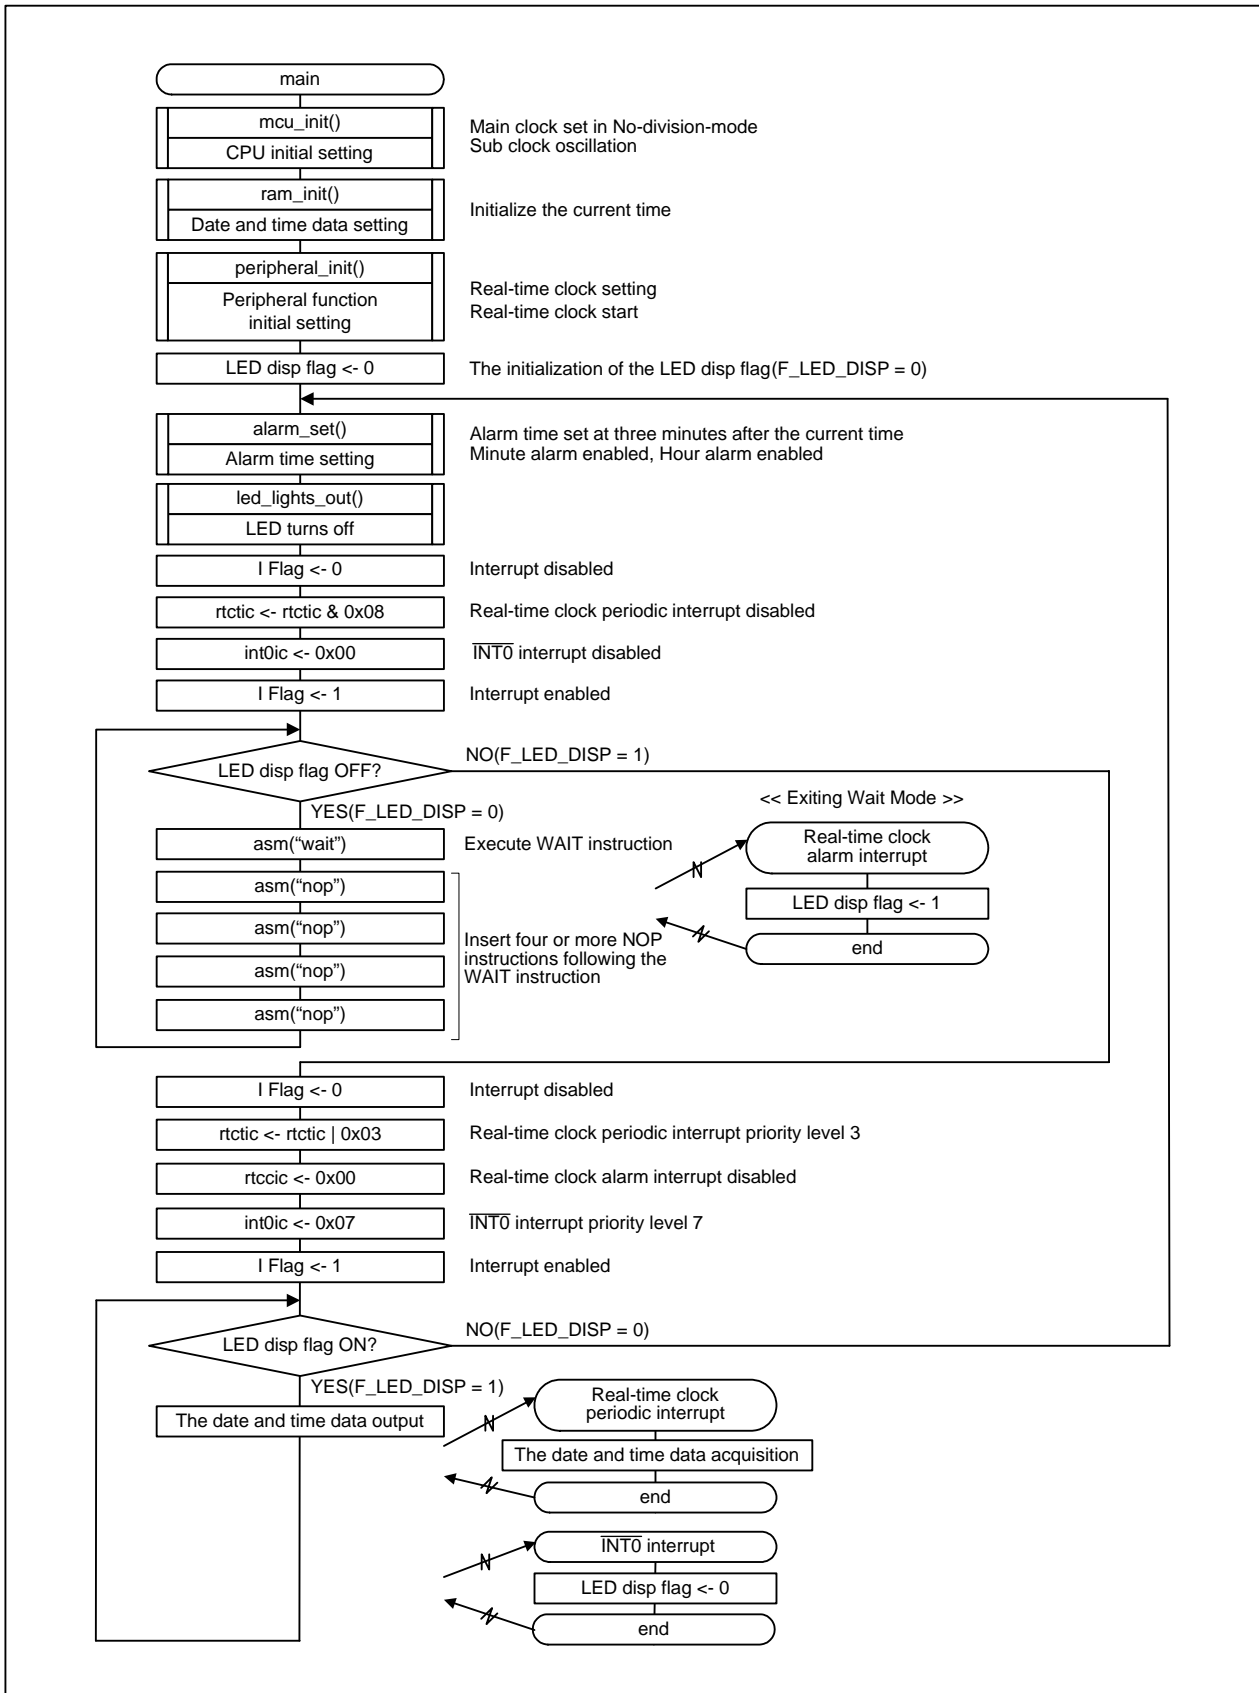 main
mcu_init()
CPU initial setting
Main clock set in No-division-mode
Sub clock oscillation
ram_init()
Date and time data setting
Initialize the current time
peripheral_init()
Peripheral function
initial setting
Real-time clock setting
Real-time clock start
LED disp flag <- 0
The initialization of the LED disp flag(F_LED_DISP = 0)
alarm_set()
Alarm time setting
Alarm time set at three minutes after the current time
Minute alarm enabled, Hour alarm enabled
led_lights_out()
LED turns off
I Flag <- 0
Interrupt disabled
rtctic <- rtctic & 0x08
Real-time clock periodic interrupt disabled
int0ic <- 0x00
INT0 interrupt disabled
I Flag <- 1
Interrupt enabled
LED disp flag OFF?
NO(F_LED_DISP = 1)
YES(F_LED_DISP = 0)
<< Exiting Wait Mode >>
asm(“wait”)
Execute WAIT instruction
Real-time clock
alarm interrupt
asm(“nop”)
LED disp flag <- 1
asm(“nop”)
end
Insert four or more NOP
instructions following the
WAIT instruction
asm(“nop”)
asm(“nop”)
I Flag <- 0
Interrupt disabled
rtctic <- rtctic | 0x03
Real-time clock periodic interrupt priority level 3
rtccic <- 0x00
Real-time clock alarm interrupt disabled
int0ic <- 0x07
INT0 interrupt priority level 7
I Flag <- 1
Interrupt enabled
LED disp flag ON?
NO(F_LED_DISP = 0)
YES(F_LED_DISP = 1)
The date and time data output
Real-time clock
periodic interrupt
The date and time data acquisition
end
INT0 interrupt
LED disp flag <- 0
end